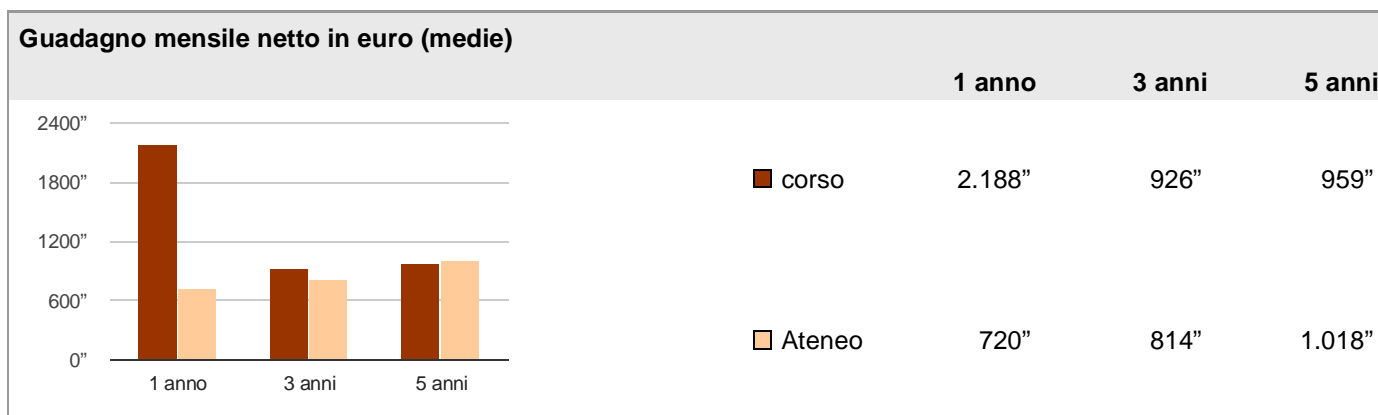 Guadagno mensile netto in euro (medie)
1 anno 3 anni 5 anni
2400”
1800”
1200”
600”
0”
1 anno 3 anni 5 anni
corso 2.188” 926” 959”
Ateneo 720” 814” 1.018”